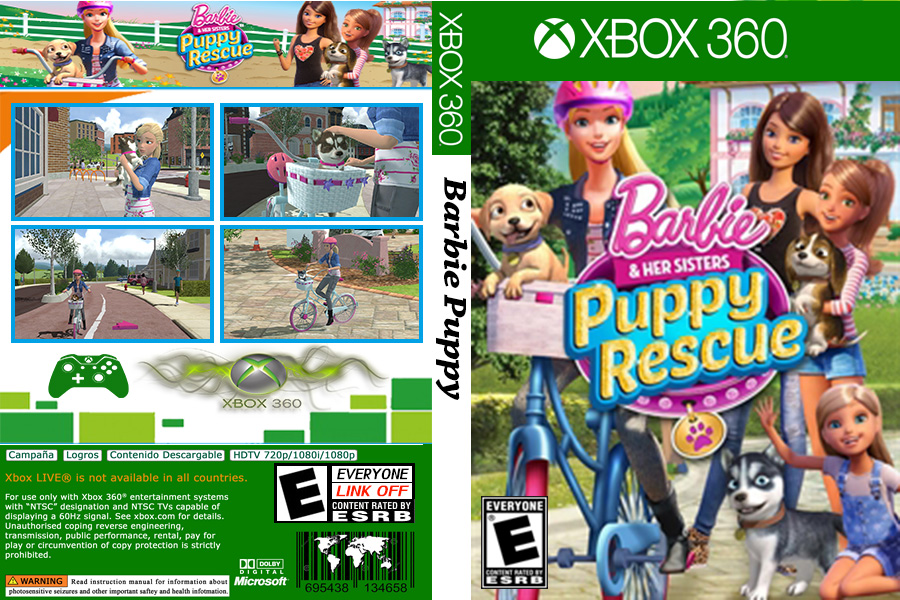 Barbie
& HER SISTERS
Puppy
RESCUE
Campaña Logros Contenido Descargable HDTV 720p/1080i/1080p
Xbox LIVE® is not available in all countries.
For use only with Xbox 360® entertainment systems
with "NTSC" designation and NTSC TVs capable of
displaying a 60Hz signal. See xbox.com for details.
Unauthorised coping reverse engineering,
transmission, public performance, rental, pay for
play or circumvention of copy protection is strictly
prohibited.
WARNING Read instruction manual for information about
photosensitive seizures and other important saftey and health infotmation.
XBOX 360
E
EVERYONE
LINK OFF
CONTENT RATED BY
ESRB
DOLBY
DIGITAL
Microsoft
695438 134658
XBOX 360
Barbie Puppy
XBOX 360
Barbie
& HER SISTERS
Puppy
Rescue
EVERYONE
E
CONTENT RATED BY
ESRB